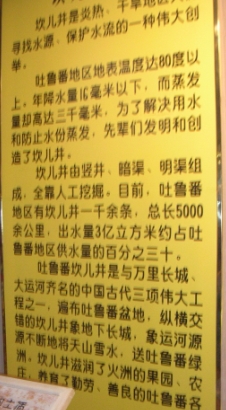 坎儿井是炎热、干旱地区
寻找水源、保护水流的一种伟大创
举。
吐鲁番地区地表温度达80度以
上。年降水量16毫米以下，而蒸发
量却高达三千毫米，为了解决用水
和防止水份蒸发，先辈们发明和创
造了坎儿井。
坎儿井由竖井、暗渠、明渠组
成，全靠人工挖掘。目前，吐鲁番
地区有坎儿井一千余条，总长5000
余公里，出水量3亿立方米约占吐
鲁番地区供水量的百分之三十。
吐鲁番坎儿井是与万里长城、
大运河齐名的中国古代三项伟大工
程之一，遍布吐鲁番盆地，纵横交
错的坎儿井象地下长城，象运河源
源不断地将天山雪水，送吐鲁番绿
洲，坎儿井滋润了火洲的果园、农
庄，养育了勤劳、善良的吐鲁番各